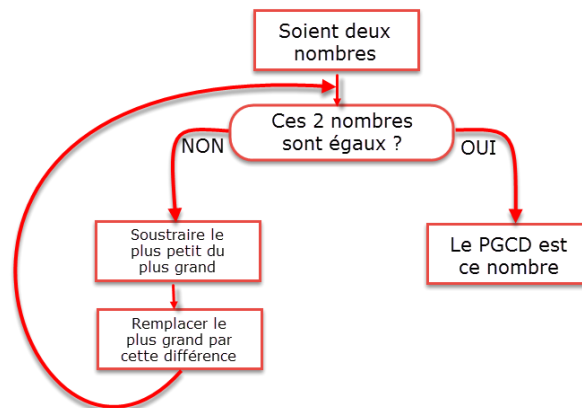 Soient deux
nombres
Ces 2 nombres
sont égaux ?
NON
OUI
Soustraire le
plus petit du
plus grand
Le PGCD est
ce nombre
Remplacer le
plus grand par
cette différence